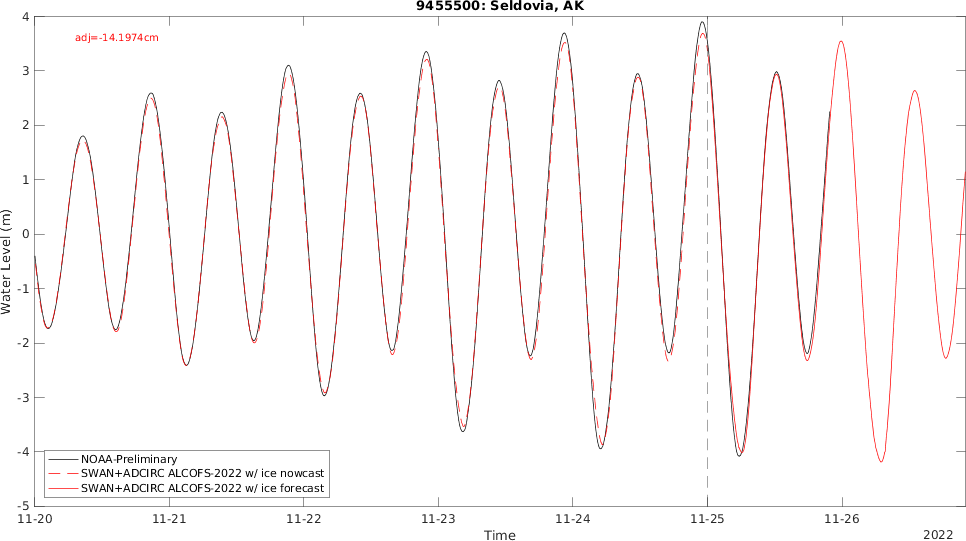 9455500: Seldovia, AK
adj=-14.1974cm
Water Level (m)
4
3
2
1
0
-1
-2
-3
-4
-5
NOAA-Preliminary
SWAN+ADCIRC ALCOFS-2022 w/ ice nowcast
SWAN+ADCIRC ALCOFS-2022 w/ ice forecast
11-20 11-21 11-22 11-23 11-24 11-25 11-26
Time
2022